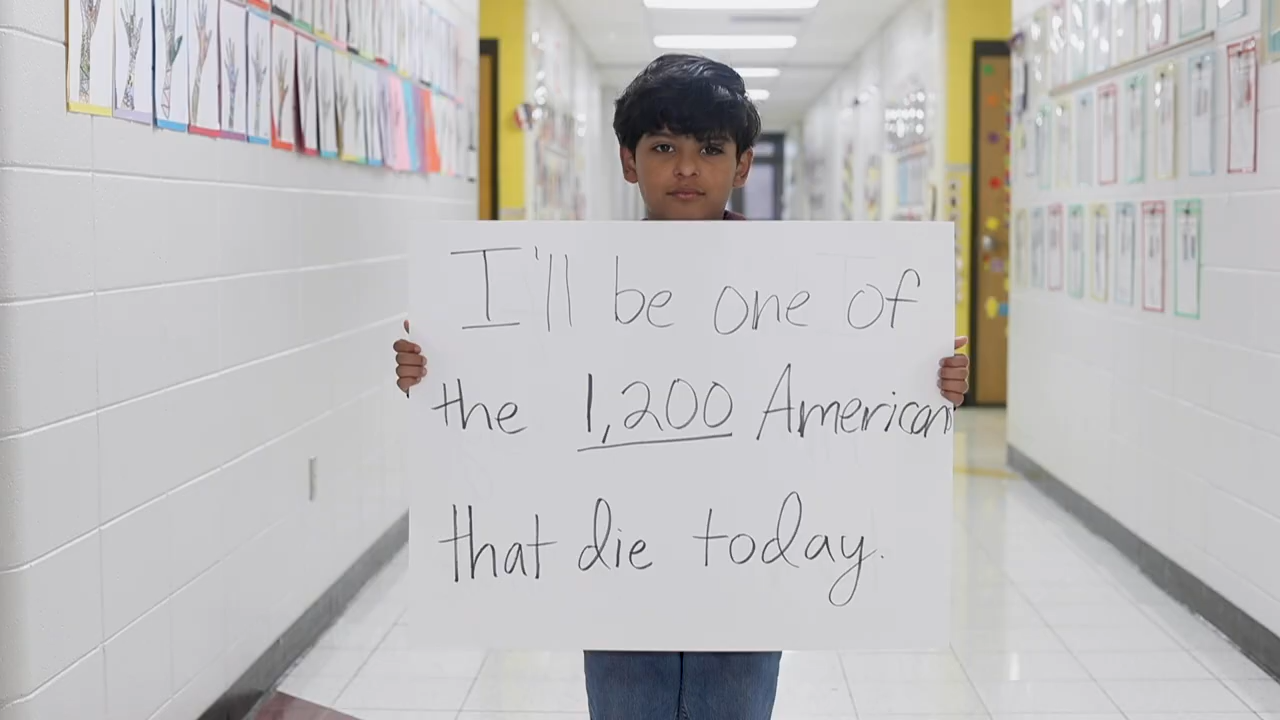 I'll be one of
the 1,200 American
that die today.